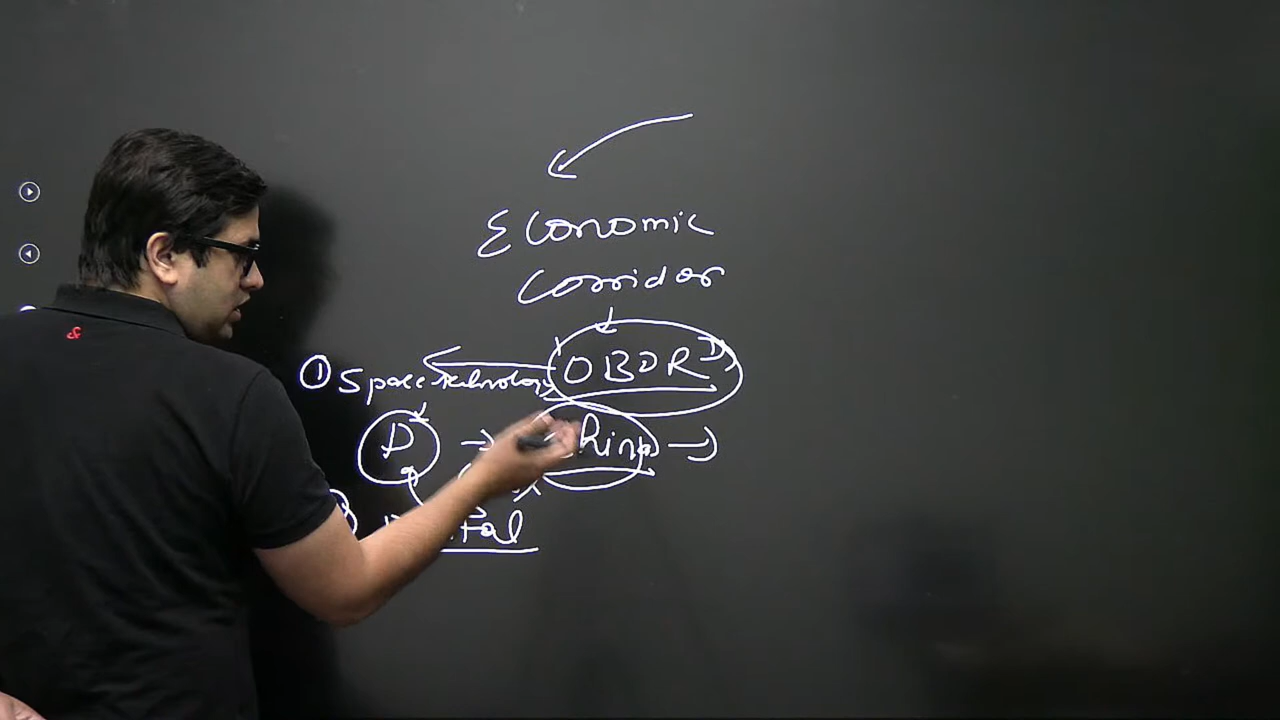 Economic
Corridor
OBOR
① Space technology
D → China →